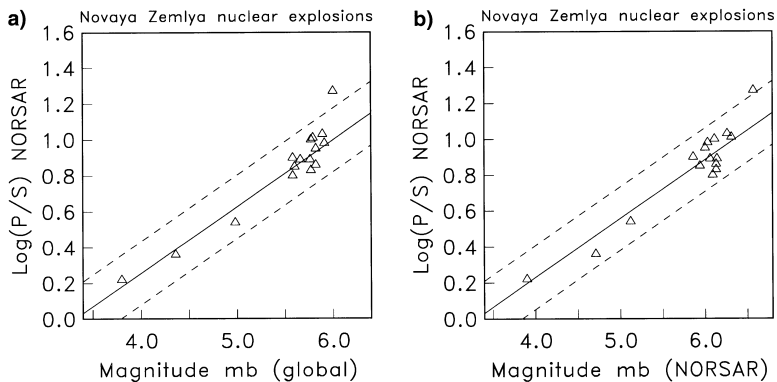 a)
Novaya Zemlya nuclear explosions
Log(P/S) NORSAR
1.6
1.4
1.2
1.0
0.8
0.6
0.4
0.2
0.0
4.0 5.0 6.0
Magnitude mb (global)
b)
Novaya Zemlya nuclear explosions
Log(P/S) NORSAR
1.6
1.4
1.2
1.0
0.8
0.6
0.4
0.2
0.0
4.0 5.0 6.0
Magnitude mb (NORSAR)